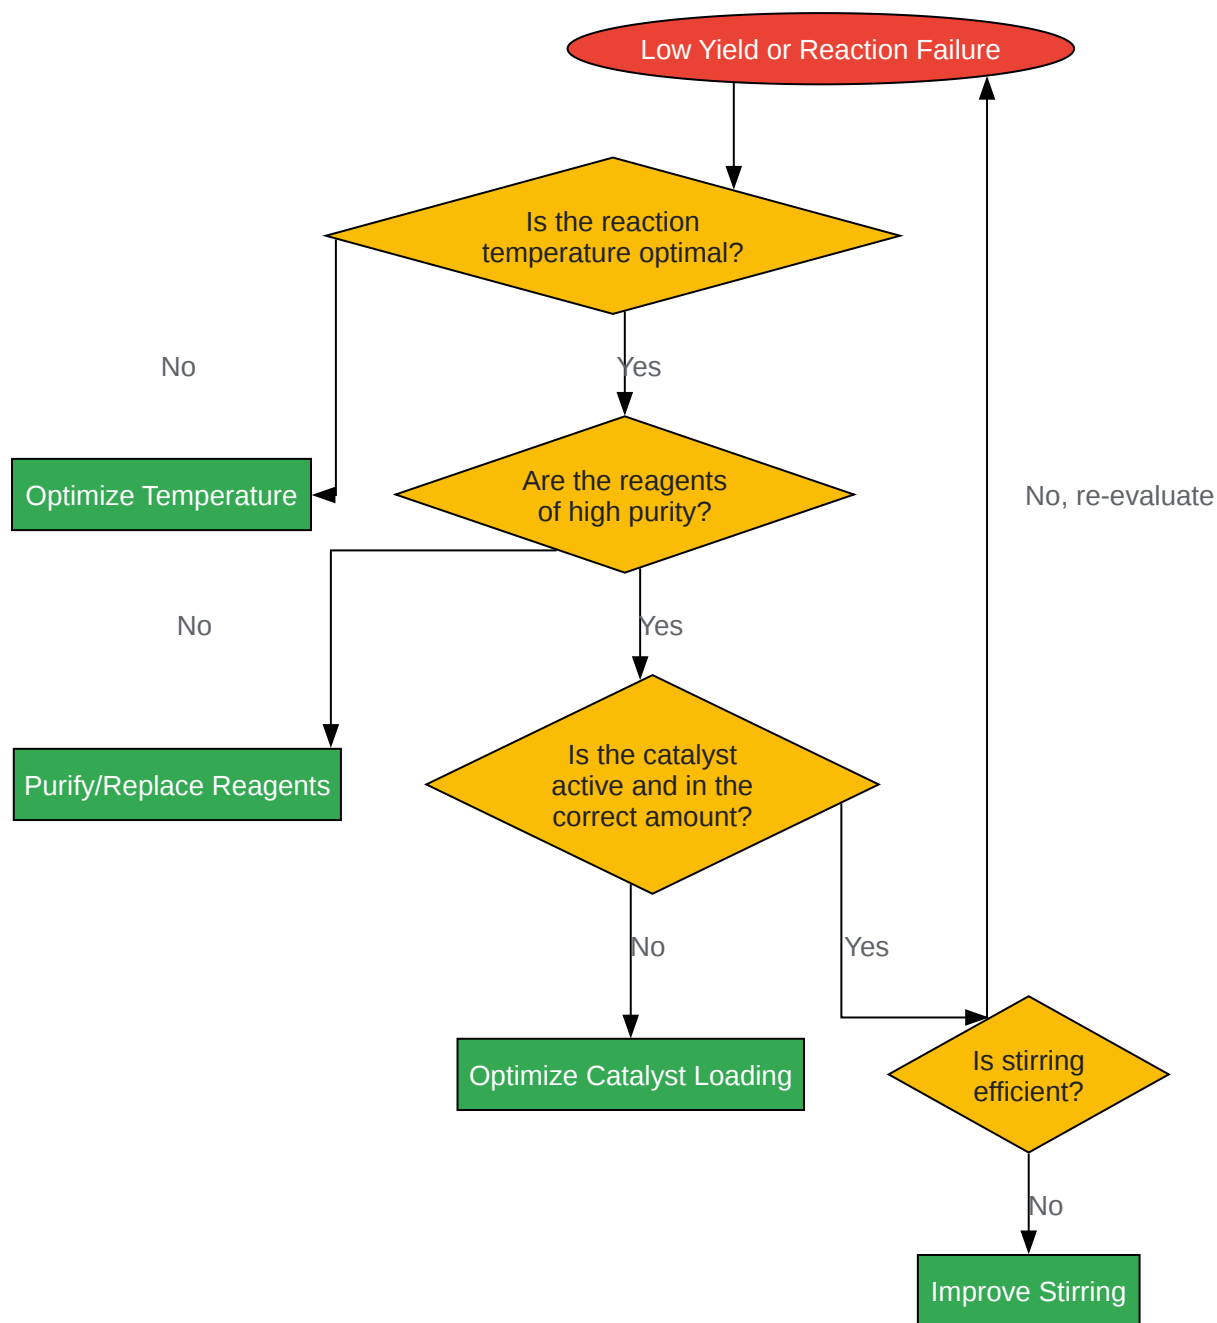 Low Yield or Reaction Failure
Is the reaction
temperature optimal?
No
Yes
Optimize Temperature
Are the reagents
of high purity?
No, re-evaluate
No
Yes
Purify/Replace Reagents
Is the catalyst
active and in the
correct amount?
No
Yes
Optimize Catalyst Loading
Is stirring
efficient?
No
Improve Stirring